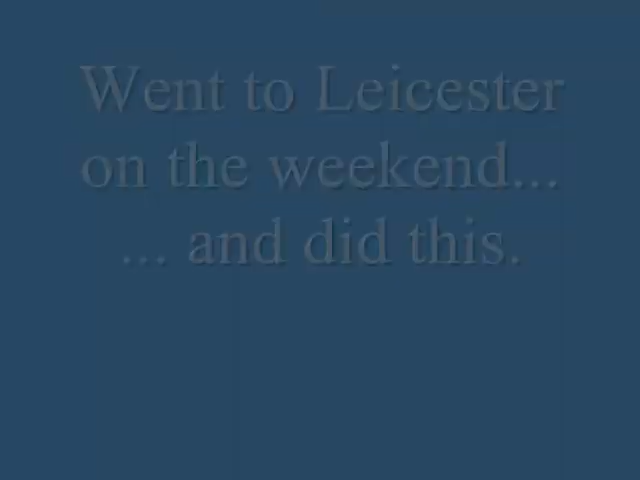 Went to Leicester
on the weekend...
... and did this.